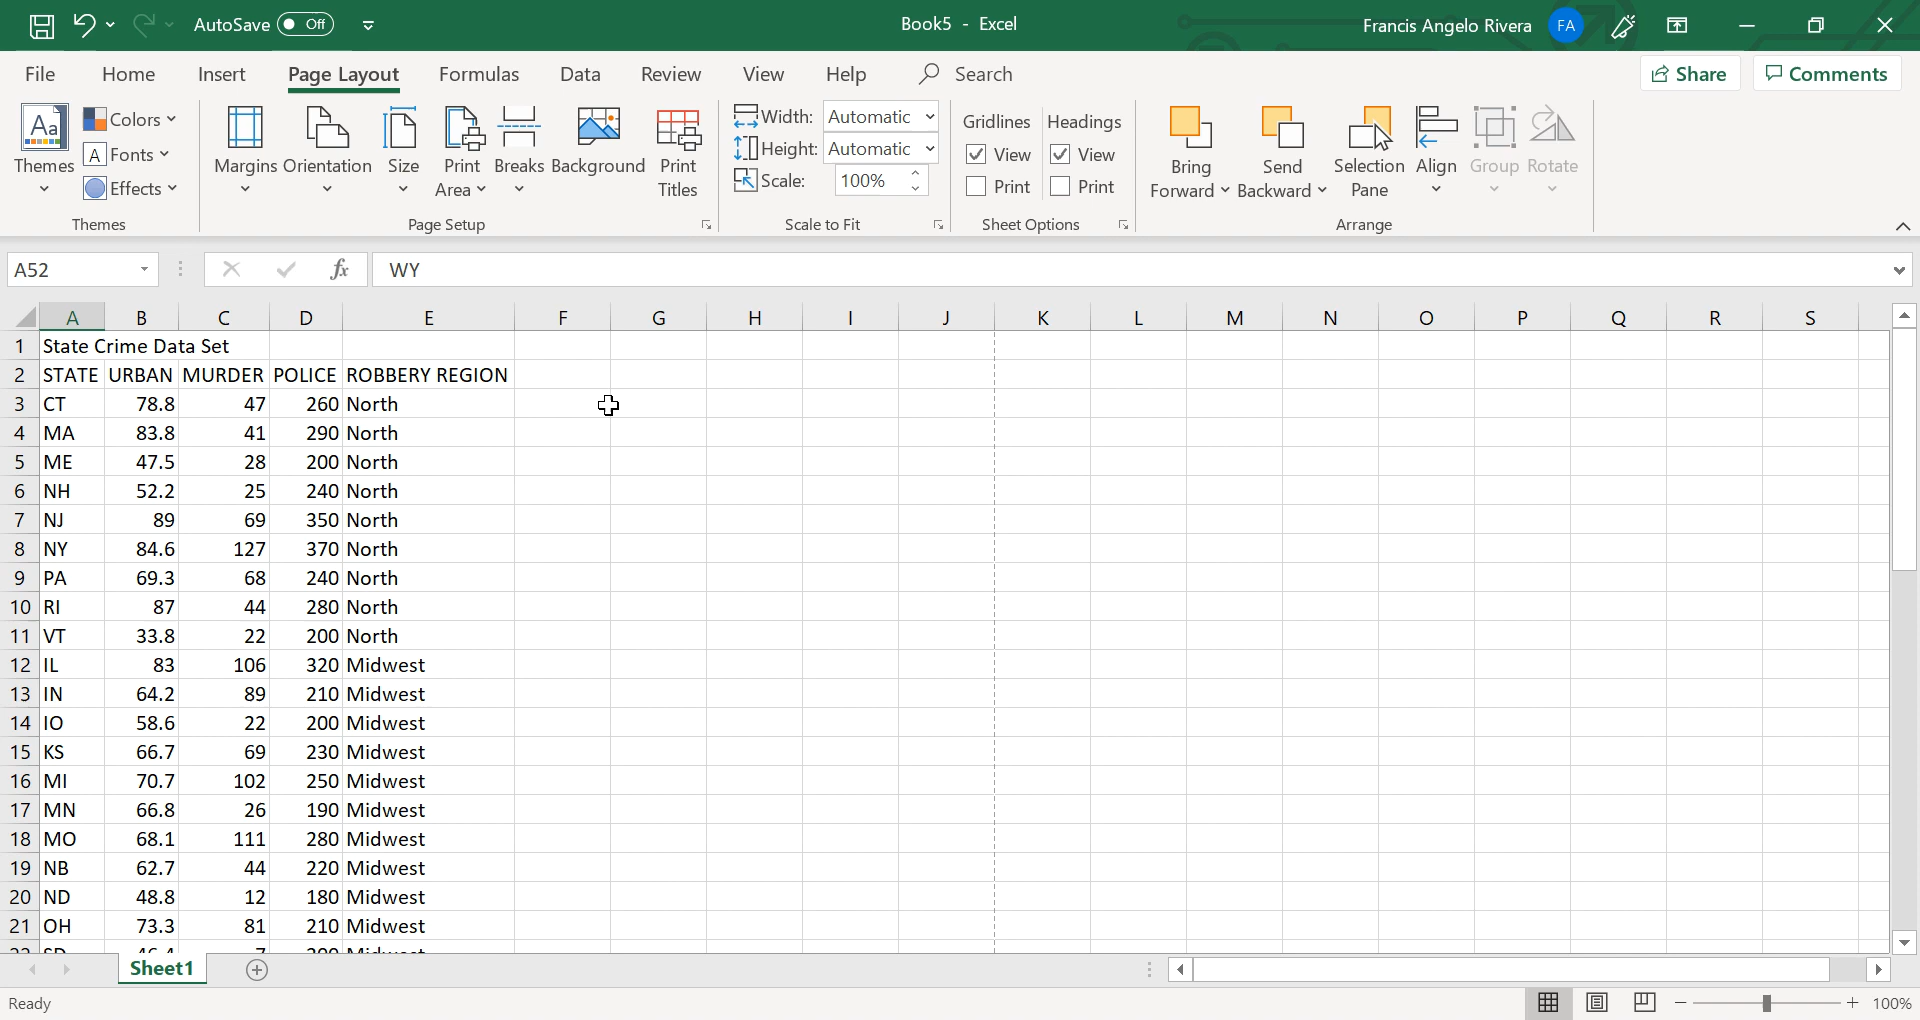 AutoSave Off
Book5 - Excel
Francis Angelo Rivera FA
File Home Insert Page Layout Formulas Data Review View Help Search
Share Comments
Themes
Colors
Fonts
Effects
Themes
Margins Orientation Size Print Area Breaks Background Print Titles
Page Setup
Width: Automatic
Height: Automatic
Scale: 100%
Scale to Fit
Gridlines Headings
View View
Print Print
Sheet Options
Bring Forward Send Backward Selection Pane Align Group Rotate
Arrange
A52 fx WY
A B C D E F G H I J K L M N O P Q R S
1 State Crime Data Set
2 STATE URBAN MURDER POLICE ROBBERY REGION
3 CT 78.8 47 260 North
4 MA 83.8 41 290 North
5 ME 47.5 28 200 North
6 NH 52.2 25 240 North
7 NJ 89 69 350 North
8 NY 84.6 127 370 North
9 PA 69.3 68 240 North
10 RI 87 44 280 North
11 VT 33.8 22 200 North
12 IL 83 106 320 Midwest
13 IN 64.2 89 210 Midwest
14 IO 58.6 22 200 Midwest
15 KS 66.7 69 230 Midwest
16 MI 70.7 102 250 Midwest
17 MN 66.8 26 190 Midwest
18 MO 68.1 111 280 Midwest
19 NB 62.7 44 220 Midwest
20 ND 48.8 12 180 Midwest
21 OH 73.3 81 210 Midwest
Sheet1
Ready
100%